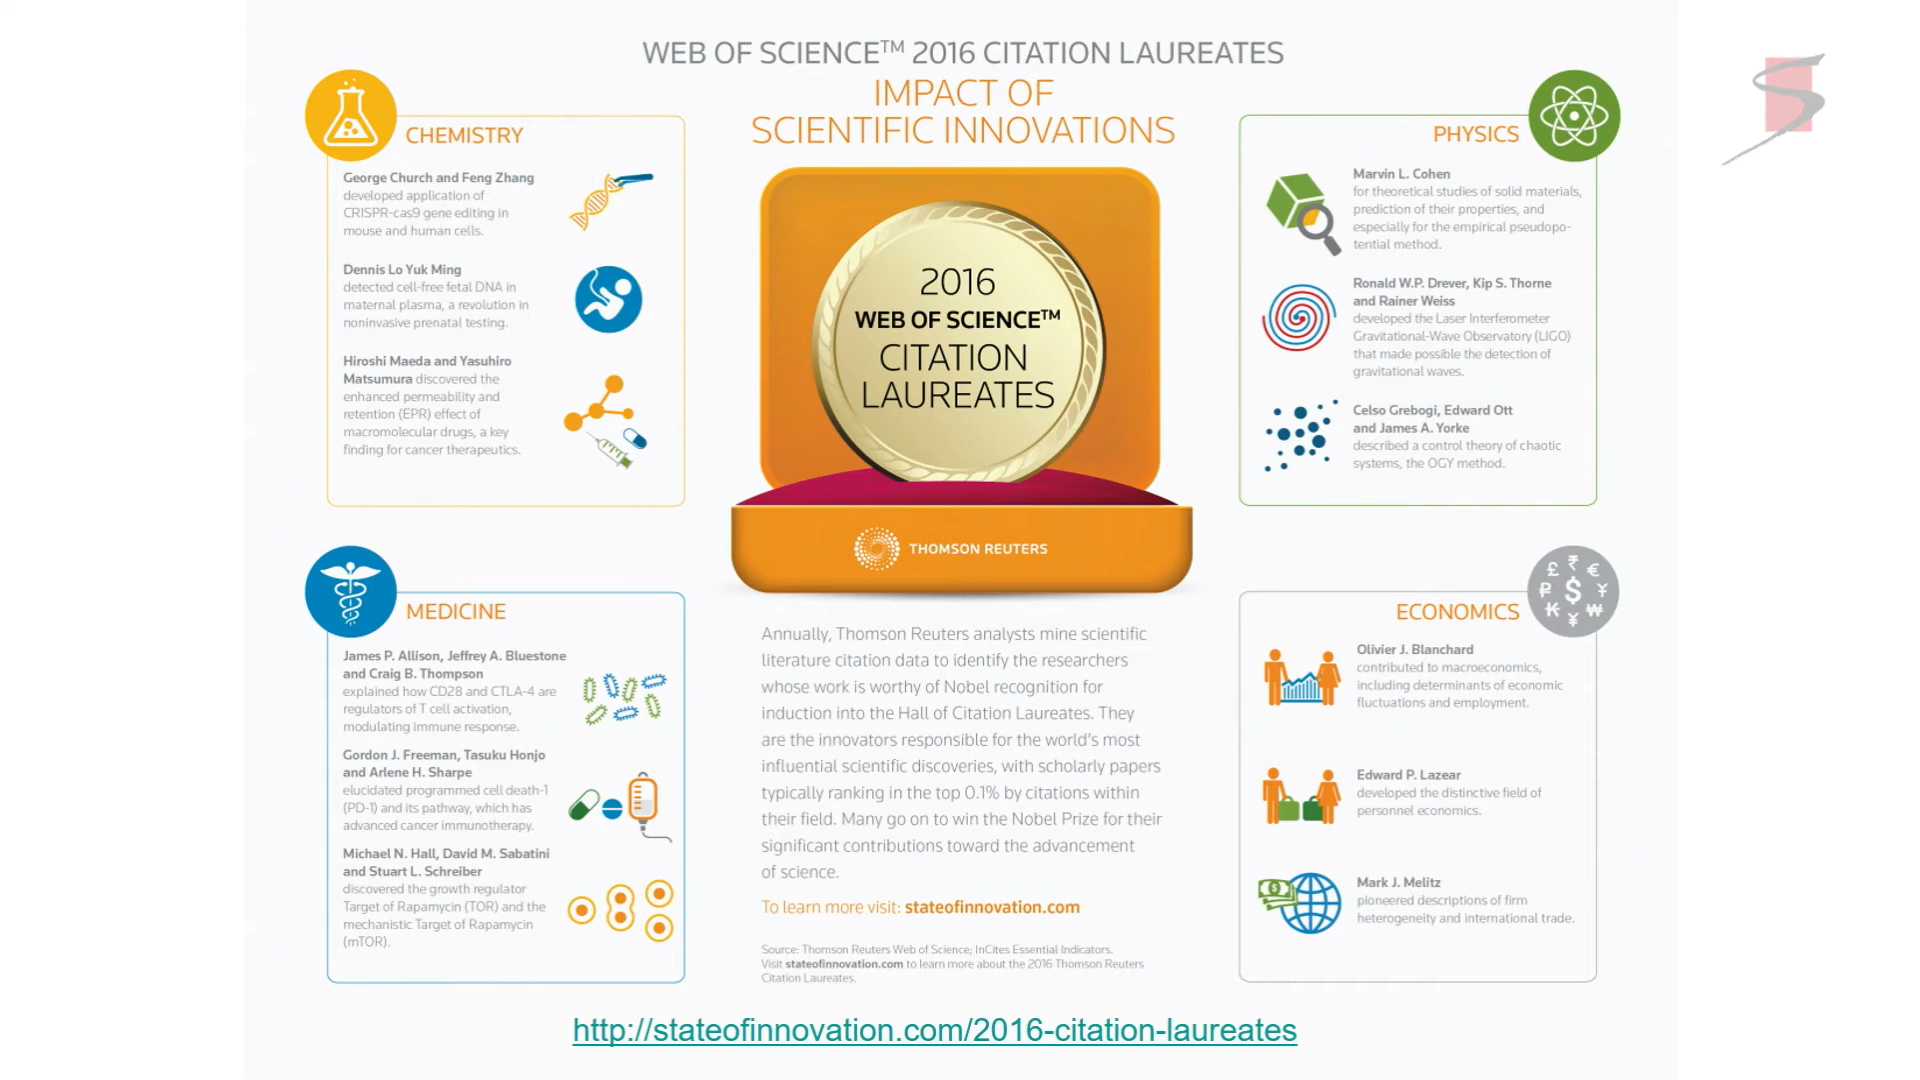 WEB OF SCIENCE™ 2016 CITATION LAUREATES
IMPACT OF
SCIENTIFIC INNOVATIONS
CHEMISTRY
George Church and Feng Zhang
developed application of
CRISPR-cas9 gene editing in
mouse and human cells.
Dennis Lo Yuk Ming
detected cell-free fetal DNA in
maternal plasma, a revolution in
noninvasive prenatal testing.
Hiroshi Maeda and Yasuhiro
Matsumura discovered the
enhanced permeability and
retention (EPR) effect of
macromolecular drugs, a key
finding for cancer therapeutics.
2016
WEB OF SCIENCE™
CITATION
LAUREATES
THOMSON REUTERS
PHYSICS
Marvin L. Cohen
for theoretical studies of solid materials,
prediction of their properties, and
especially for the empirical pseudopo-
tential method.
Ronald W.P. Drever, Kip S. Thorne
and Rainer Weiss
developed the Laser Interferometer
Gravitational-Wave Observatory (LIGO)
that made possible the detection of
gravitational waves.
Celso Grebogi, Edward Ott
and James A. Yorke
described a control theory of chaotic
systems, the OGY method.
MEDICINE
James P. Allison, Jeffrey A. Bluestone
and Craig B. Thompson
explained how CD28 and CTLA-4 are
regulators of T cell activation,
modulating immune response.
Gordon J. Freeman, Tasuku Honjo
and Arlene H. Sharpe
elucidated programmed cell death-1
(PD-1) and its pathway, which has
advanced cancer immunotherapy.
Michael N. Hall, David M. Sabatini
and Stuart L. Schreiber
discovered the growth regulator
Target of Rapamycin (TOR) and the
mechanistic Target of Rapamycin
(mTOR).
Annually, Thomson Reuters analysts mine scientific
literature citation data to identify the researchers
whose work is worthy of Nobel recognition for
induction into the Hall of Citation Laureates. They
are the innovators responsible for the world's most
influential scientific discoveries, with scholarly papers
typically ranking in the top 0.1% by citations within
their field. Many go on to win the Nobel Prize for their
significant contributions toward the advancement
of science.
To learn more visit: stateofinnovation.com
Source: Thomson Reuters Web of Science; InCites Essential Indicators.
Visit stateofinnovation.com to learn more about the 2016 Thomson Reuters
Citation Laureates.
ECONOMICS
£ ₹ €
₽ $ ¥
₭ ¥ ₩
Olivier J. Blanchard
contributed to macroeconomics,
including determinants of economic
fluctuations and employment.
Edward P. Lazear
developed the distinctive field of
personnel economics.
$
Mark J. Melitz
pioneered descriptions of firm
heterogeneity and international trade.
http://stateofinnovation.com/2016-citation-laureates
S